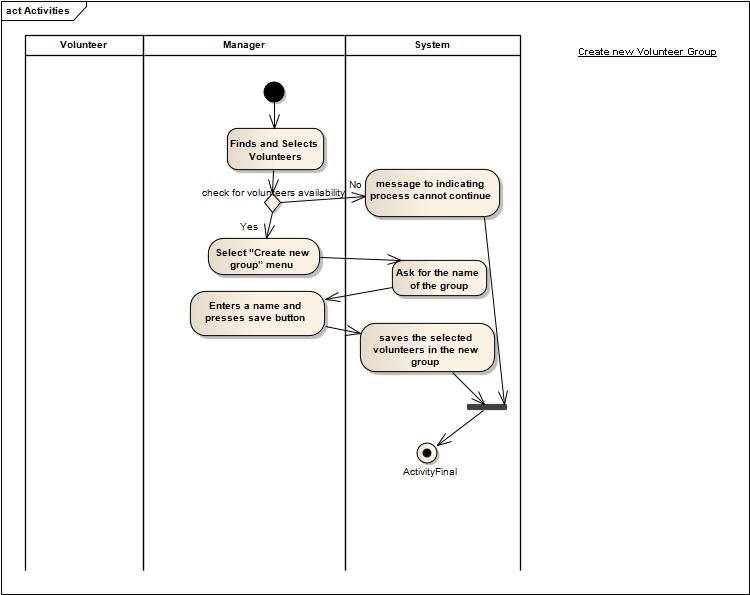 act Activities
Volunteer
Manager
System
Create new Volunteer Group
Finds and Selects
Volunteers
check for volunteers availability
No
message to indicating
process cannot continue
Yes
Select "Create new
group" menu
Ask for the name
of the group
Enters a name and
presses save button
saves the selected
volunteers in the new
group
ActivityFinal